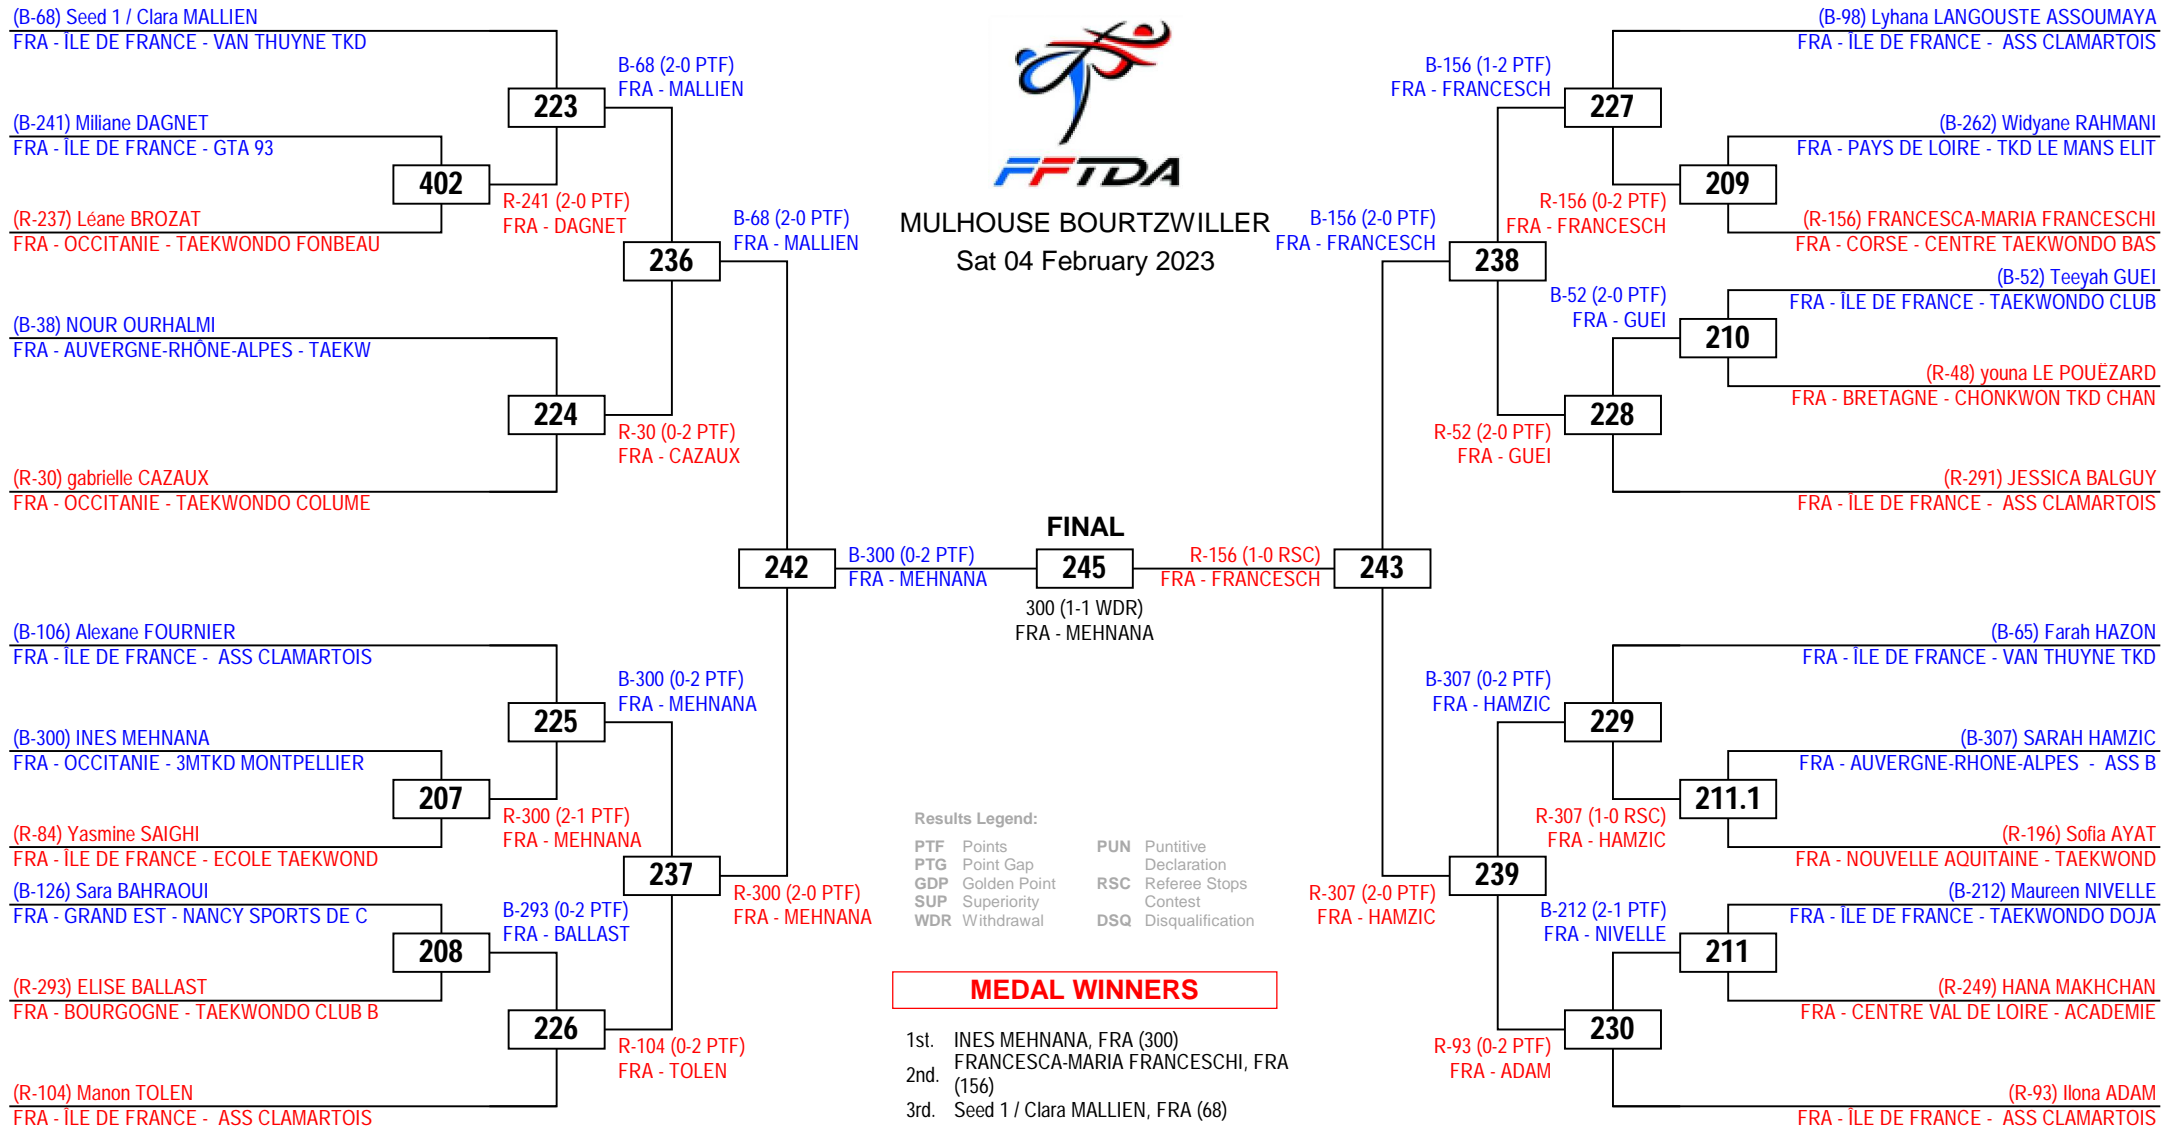 (B-68) Seed 1 / Clara MALLIEN
FRA - ÎLE DE FRANCE - VAN THUYNE TKD
(B-241) Miliane DAGNET
FRA - ÎLE DE FRANCE - GTA 93
(R-237) Léane BROZAT
FRA - OCCITANIE - TAEKWONDO FONBEAU
(B-38) NOUR OURHALMI
FRA - AUVERGNE-RHÔNE-ALPES - TAEKW
(R-30) gabrielle CAZAUX
FRA - OCCITANIE - TAEKWONDO COLUME
(B-106) Alexane FOURNIER
FRA - ÎLE DE FRANCE -  ASS CLAMARTOIS
(B-300) INES MEHNANA
FRA - OCCITANIE - 3MTKD MONTPELLIER
(R-84) Yasmine SAIGHI
FRA - ÎLE DE FRANCE - ECOLE TAEKWOND
(B-126) Sara BAHRAOUI
FRA - GRAND EST - NANCY SPORTS DE C
(R-293) ELISE BALLAST
FRA - BOURGOGNE - TAEKWONDO CLUB B
(R-104) Manon TOLEN
FRA - ÎLE DE FRANCE -  ASS CLAMARTOIS
402
207
208
R-241 (2-0 PTF)
FRA - DAGNET
R-300 (2-1 PTF)
FRA - MEHNANA
B-293 (0-2 PTF)
FRA - BALLAST
223
224
225
226
B-68 (2-0 PTF)
FRA - MALLIEN
R-30 (0-2 PTF)
FRA - CAZAUX
B-300 (0-2 PTF)
FRA - MEHNANA
R-104 (0-2 PTF)
FRA - TOLEN
236
237
B-68 (2-0 PTF)
FRA - MALLIEN
R-300 (2-0 PTF)
FRA - MEHNANA
242
B-300 (0-2 PTF)
FRA - MEHNANA
FFTDA
MULHOUSE BOURTZWILLER
Sat 04 February 2023
FINAL
245
300 (1-1 WDR)
FRA - MEHNANA
R-156 (1-0 RSC)
FRA - FRANCESCH
243
B-156 (2-0 PTF)
FRA - FRANCESCH
R-307 (2-0 PTF)
FRA - HAMZIC
238
239
B-156 (1-2 PTF)
FRA - FRANCESCH
R-52 (2-0 PTF)
FRA - GUEI
B-307 (0-2 PTF)
FRA - HAMZIC
R-93 (0-2 PTF)
FRA - ADAM
227
228
229
230
R-156 (0-2 PTF)
FRA - FRANCESCH
B-52 (2-0 PTF)
FRA - GUEI
R-307 (1-0 RSC)
FRA - HAMZIC
B-212 (2-1 PTF)
FRA - NIVELLE
209
210
211.1
211
(B-98) Lyhana LANGOUSTE ASSOUMAYA
FRA - ÎLE DE FRANCE -  ASS CLAMARTOIS
(B-262) Widyane RAHMANI
FRA - PAYS DE LOIRE - TKD LE MANS ELIT
(R-156) FRANCESCA-MARIA FRANCESCHI
FRA - CORSE - CENTRE TAEKWONDO BAS
(B-52) Teeyah GUEI
FRA - ÎLE DE FRANCE - TAEKWONDO CLUB
(R-48) youna LE POUËZARD
FRA - BRETAGNE - CHONKWON TKD CHAN
(R-291) JESSICA BALGUY
FRA - ÎLE DE FRANCE -  ASS CLAMARTOIS
(B-65) Farah HAZON
FRA - ÎLE DE FRANCE - VAN THUYNE TKD
(B-307) SARAH HAMZIC
FRA - AUVERGNE-RHÔNE-ALPES  -  ASS B
(R-196) Sofia AYAT
FRA - NOUVELLE AQUITAINE - TAEKWOND
(B-212) Maureen NIVELLE
FRA - ÎLE DE FRANCE - TAEKWONDO DOJA
(R-249) HANA MAKHCHAN
FRA - CENTRE VAL DE LOIRE - ACADEMIE
(R-93) Ilona ADAM
FRA - ÎLE DE FRANCE -  ASS CLAMARTOIS
Results Legend:
PTF Points
PTG Point Gap
GDP Golden Point
SUP Superiority
WDR Withdrawal
PUN Puntitive
Declaration
RSC Referee Stops
Contest
DSQ Disqualification
MEDAL WINNERS
1st. INES MEHNANA, FRA (300)
2nd. FRANCESCA-MARIA FRANCESCHI, FRA
(156)
3rd. Seed 1 / Clara MALLIEN, FRA (68)